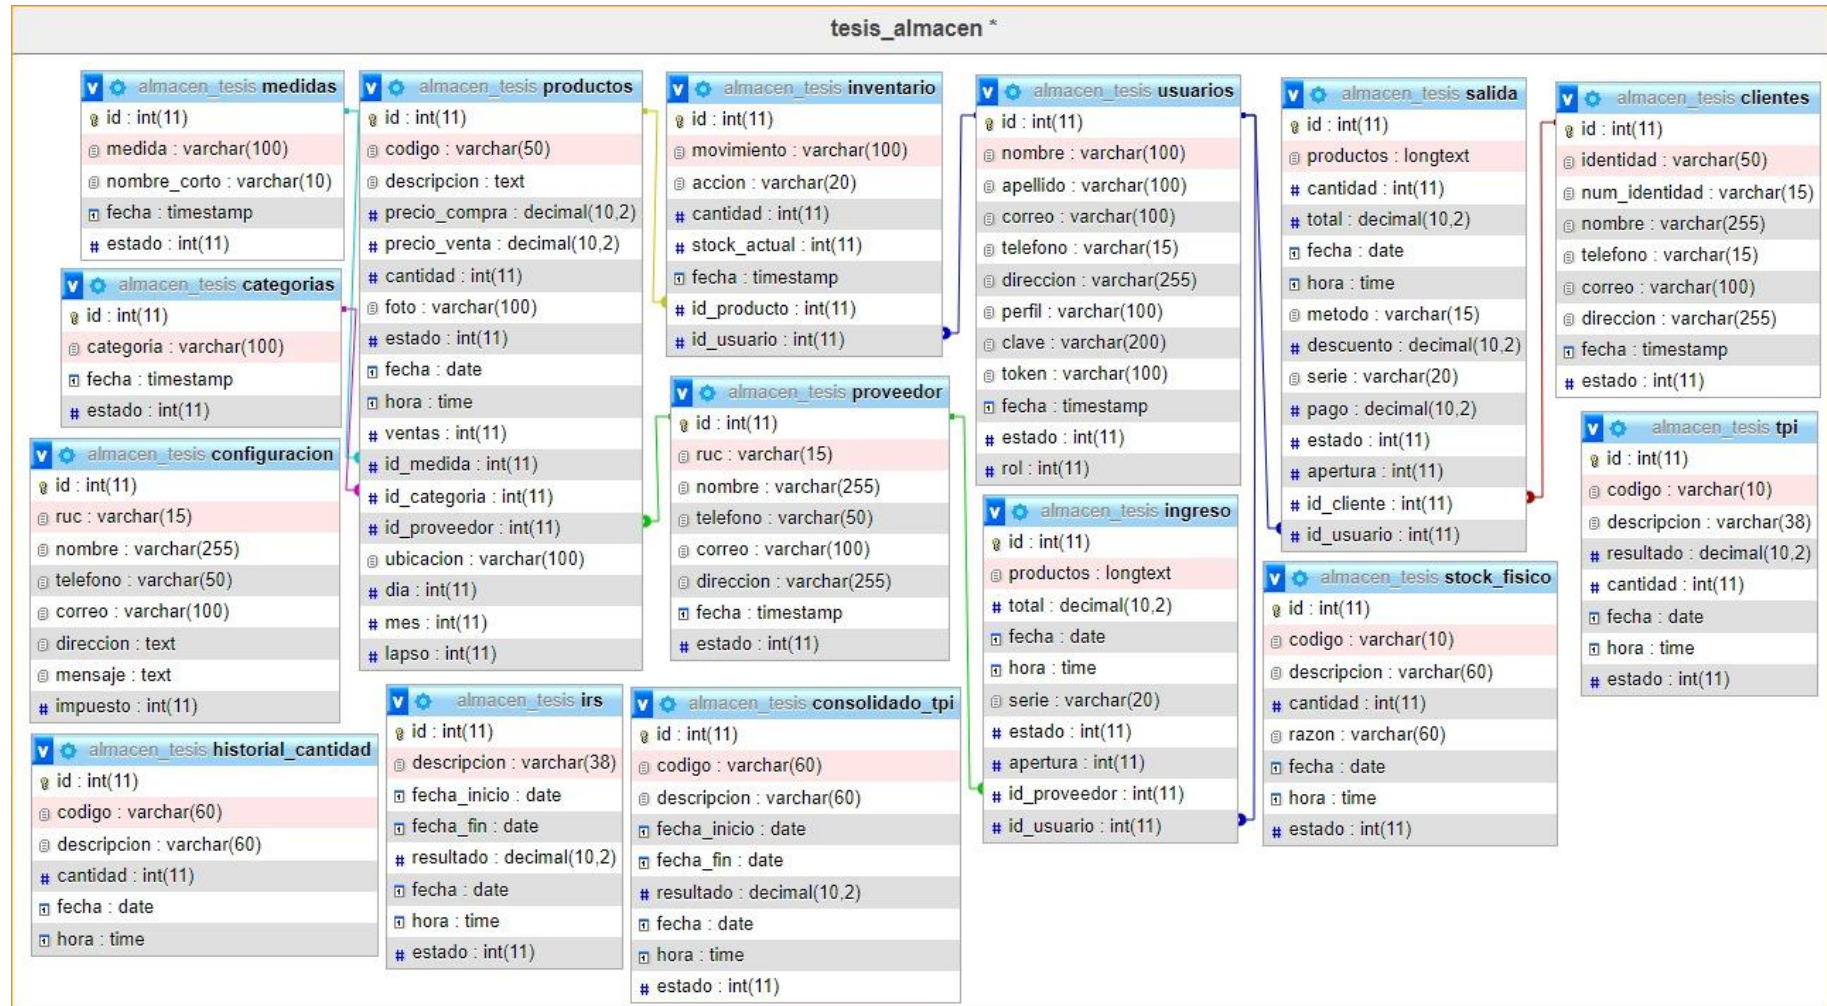 tesis_almacen *
almacen_tesis medidas
id : int(11)
medida : varchar(100)
nombre_corto : varchar(10)
fecha : timestamp
estado : int(11)
almacen_tesis categorias
id : int(11)
categoria : varchar(100)
fecha : timestamp
estado : int(11)
almacen_tesis configuracion
id : int(11)
ruc : varchar(15)
nombre : varchar(255)
telefono : varchar(50)
correo : varchar(100)
direccion : text
mensaje : text
impuesto : int(11)
almacen_tesis historial_cantidad
id : int(11)
codigo : varchar(60)
descripcion : varchar(60)
cantidad : int(11)
fecha : date
hora : time
almacen_tesis productos
id : int(11)
codigo : varchar(50)
descripcion : text
precio_compra : decimal(10,2)
precio_venta : decimal(10,2)
cantidad : int(11)
foto : varchar(100)
estado : int(11)
fecha : date
hora : time
ventas : int(11)
id_medida : int(11)
id_categoria : int(11)
id_proveedor : int(11)
ubicacion : varchar(100)
dia : int(11)
mes : int(11)
lapso : int(11)
almacen_tesis irs
id : int(11)
descripcion : varchar(38)
fecha_inicio : date
fecha_fin : date
resultado : decimal(10,2)
fecha : date
hora : time
estado : int(11)
almacen_tesis inventario
id : int(11)
movimiento : varchar(100)
accion : varchar(20)
cantidad : int(11)
stock_actual : int(11)
fecha : timestamp
id_producto : int(11)
id_usuario : int(11)
almacen_tesis proveedor
id : int(11)
ruc : varchar(15)
nombre : varchar(255)
telefono : varchar(50)
correo : varchar(100)
direccion : varchar(255)
fecha : timestamp
estado : int(11)
almacen_tesis consolidado_tpi
id : int(11)
codigo : varchar(60)
descripcion : varchar(60)
fecha_inicio : date
fecha_fin : date
resultado : decimal(10,2)
fecha : date
hora : time
estado : int(11)
almacen_tesis usuarios
id : int(11)
nombre : varchar(100)
apellido : varchar(100)
correo : varchar(100)
telefono : varchar(15)
direccion : varchar(255)
perfil : varchar(100)
clave : varchar(200)
token : varchar(100)
fecha : timestamp
estado : int(11)
rol : int(11)
almacen_tesis ingreso
id : int(11)
productos : longtext
total : decimal(10,2)
fecha : date
hora : time
serie : varchar(20)
estado : int(11)
apertura : int(11)
id_proveedor : int(11)
id_usuario : int(11)
almacen_tesis salida
id : int(11)
productos : longtext
cantidad : int(11)
total : decimal(10,2)
fecha : date
hora : time
metodo : varchar(15)
descuento : decimal(10,2)
serie : varchar(20)
pago : decimal(10,2)
estado : int(11)
apertura : int(11)
id_cliente : int(11)
id_usuario : int(11)
almacen_tesis stock_fisico
id : int(11)
codigo : varchar(10)
descripcion : varchar(60)
cantidad : int(11)
razon : varchar(60)
fecha : date
hora : time
estado : int(11)
almacen_tesis clientes
id : int(11)
identidad : varchar(50)
num_identidad : varchar(15)
nombre : varchar(255)
telefono : varchar(15)
correo : varchar(100)
direccion : varchar(255)
fecha : timestamp
estado : int(11)
almacen_tesis tpi
id : int(11)
codigo : varchar(10)
descripcion : varchar(38)
resultado : decimal(10,2)
cantidad : int(11)
fecha : date
hora : time
estado : int(11)